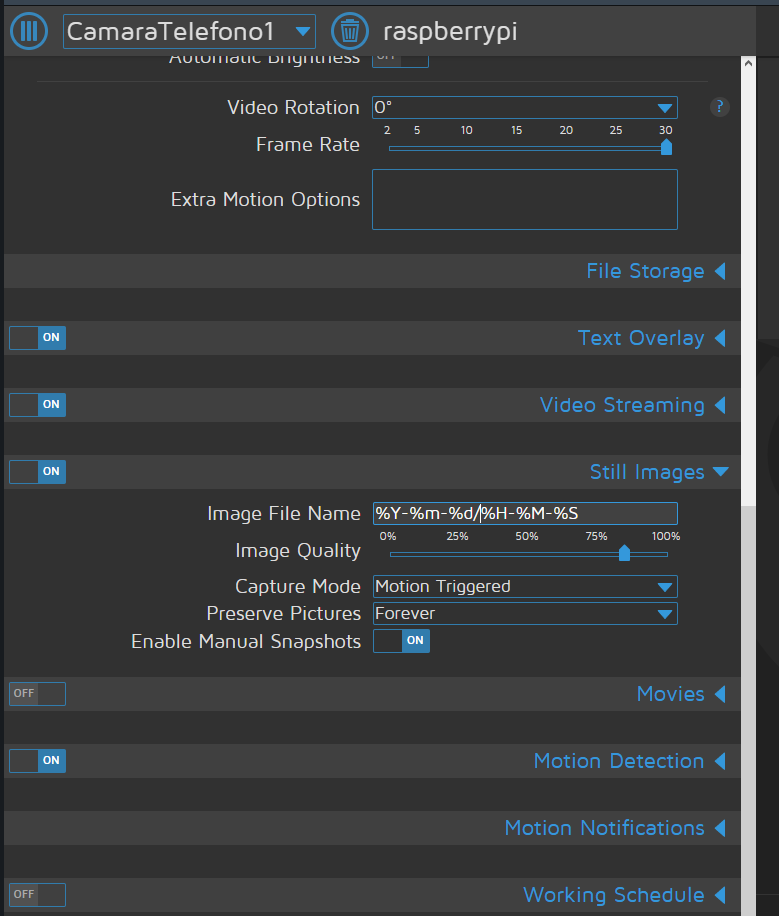 CamaraTelefono1 raspberrypi
Automatic Brightness OFF
Video Rotation 0° ?
2 5 10 15 20 25 30
Frame Rate
Extra Motion Options
File Storage
ON Text Overlay
ON Video Streaming
ON Still Images
Image File Name %Y-%m-%d/%H-%M-%S
0% 25% 50% 75% 100%
Image Quality
Capture Mode Motion Triggered
Preserve Pictures Forever
Enable Manual Snapshots ON
OFF Movies
ON Motion Detection
Motion Notifications
OFF Working Schedule